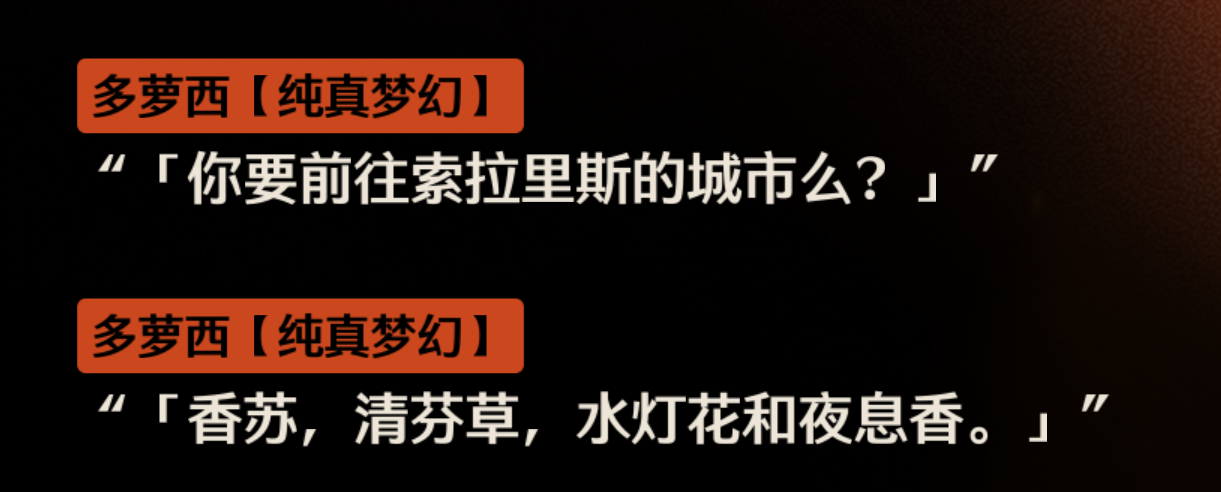 多萝西【纯真梦幻】
“「你要前往索拉里斯的城市么？」”
多萝西【纯真梦幻】
“「香苏，清芬草，水灯花和夜息香。」”